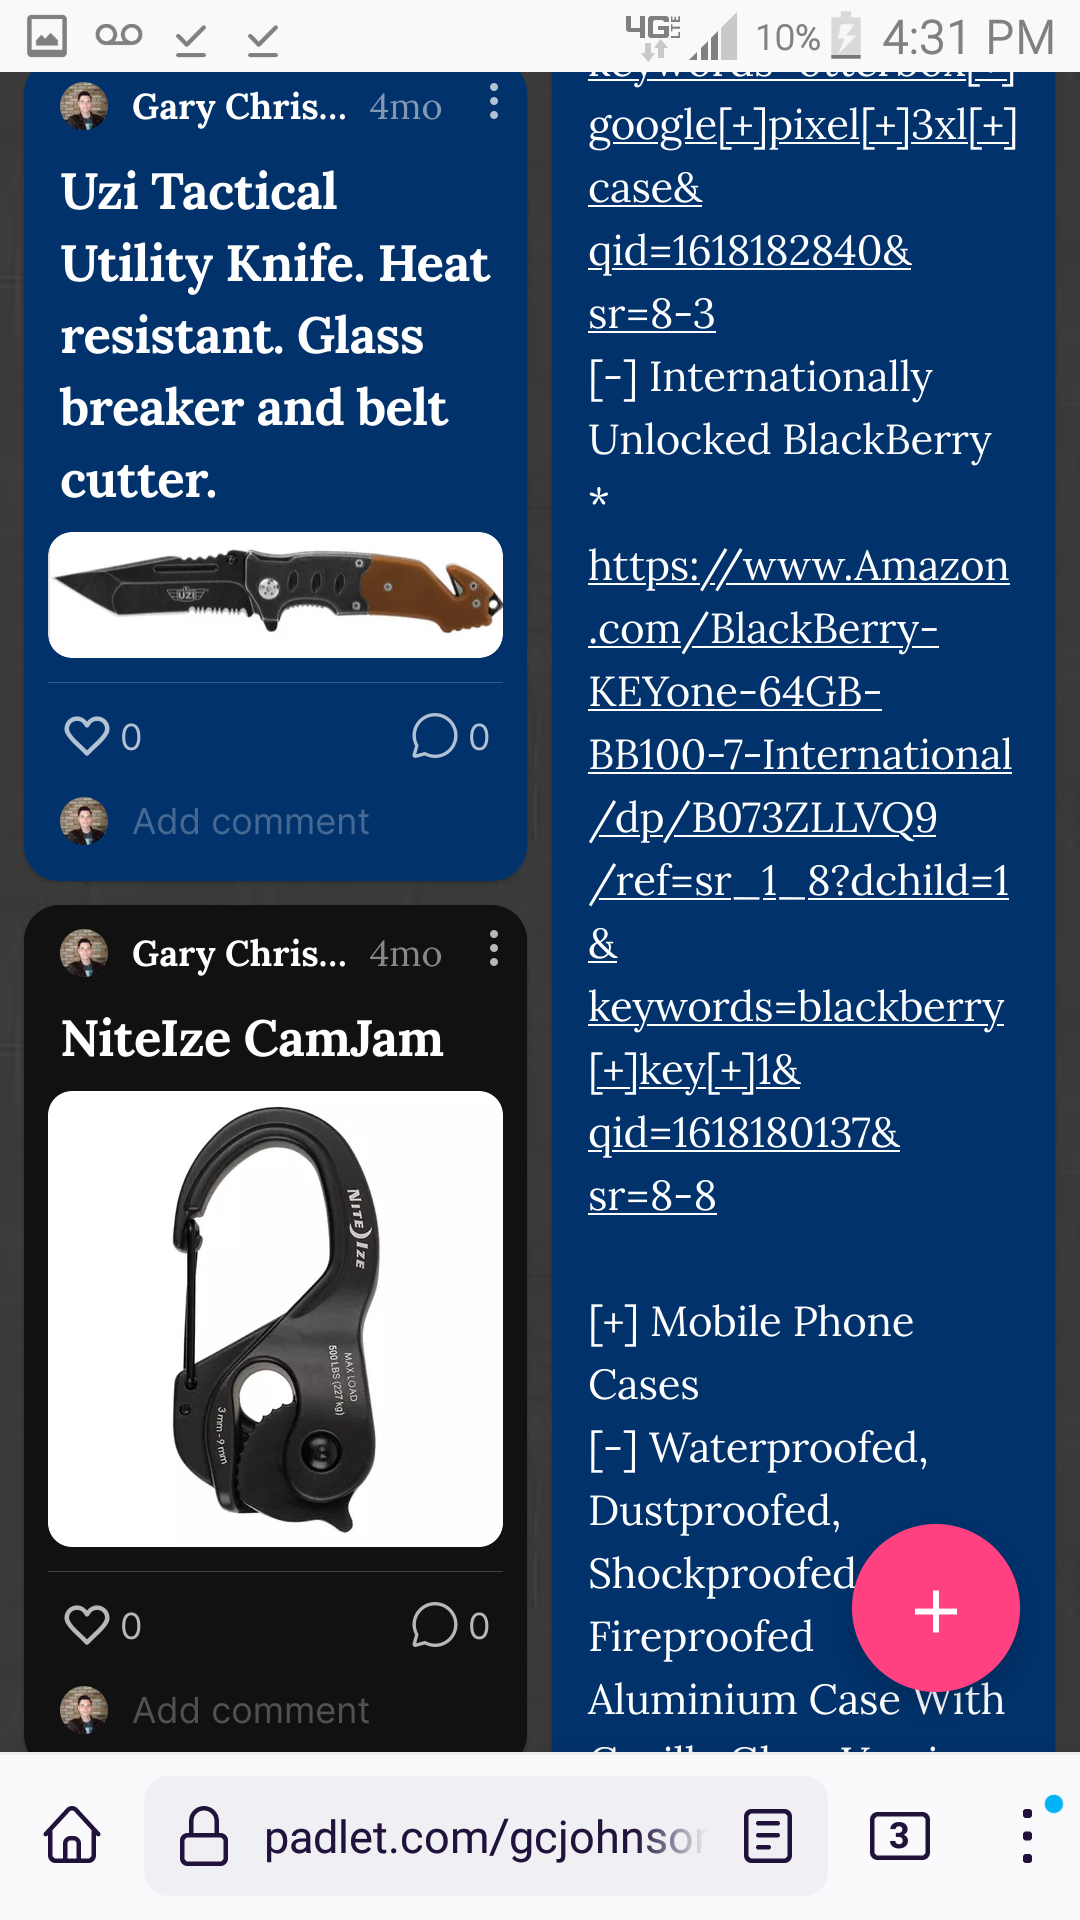 4G LTE 10% 4:31 PM
Gary Chris... 4mo
Uzi Tactical
Utility Knife. Heat
resistant. Glass
breaker and belt
cutter.
UZI
0 0
Add comment
Gary Chris... 4mo
NiteIze CamJam
NITE IZE
MAX LOAD
500 LBS (227 kg)
3 mm - 9 mm
0 0
Add comment
google[+]pixel[+]3xl[+]
case&
qid=1618182840&
sr=8-3
[-] Internationally
Unlocked BlackBerry
*
https://www.Amazon
.com/BlackBerry-
KEYone-64GB-
BB100-7-International
/dp/B073ZLLVQ9
/ref=sr_1_8?dchild=1
&
keywords=blackberry
[+]key[+]1&
qid=1618180137&
sr=8-8
[+] Mobile Phone
Cases
[-] Waterproofed,
Dustproofed,
Shockproofed
Fireproofed
Aluminium Case With
+
padlet.com/gcjohnson
3